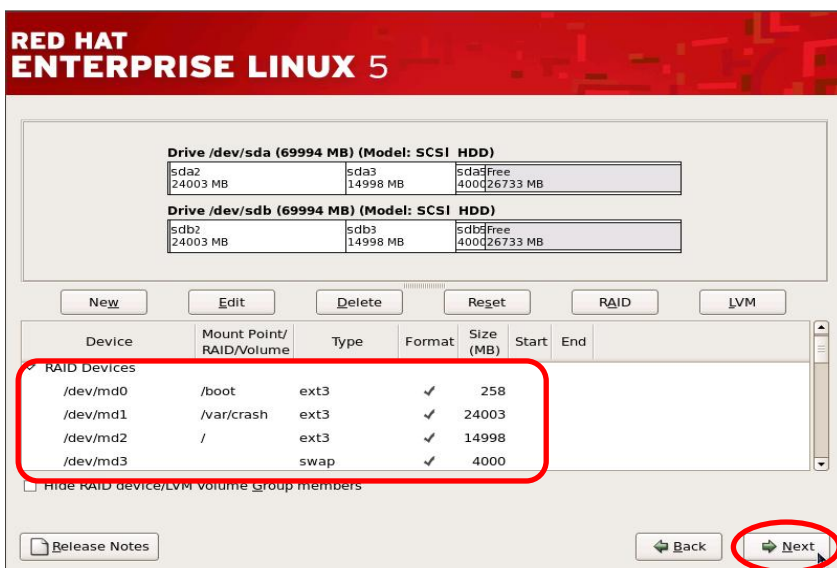 RED HAT
ENTERPRISE LINUX 5
Drive /dev/sda (69994 MB) (Model: SCSI HDD)
sda2 sda3 sda5 Free
24003 MB 14998 MB 400 26733 MB
Drive /dev/sdb (69994 MB) (Model: SCSI HDD)
sdb2 sdb3 sdb5 Free
24003 MB 14998 MB 400 26733 MB
New Edit Delete Reset RAID LVM
Device Mount Point/ RAID/Volume Type Format Size (MB) Start End
RAID Devices
/dev/md0 /boot ext3 258
/dev/md1 /var/crash ext3 24003
/dev/md2 / ext3 14998
/dev/md3 swap 4000
Hide RAID device/LVM Volume Group members
Release Notes Back Next